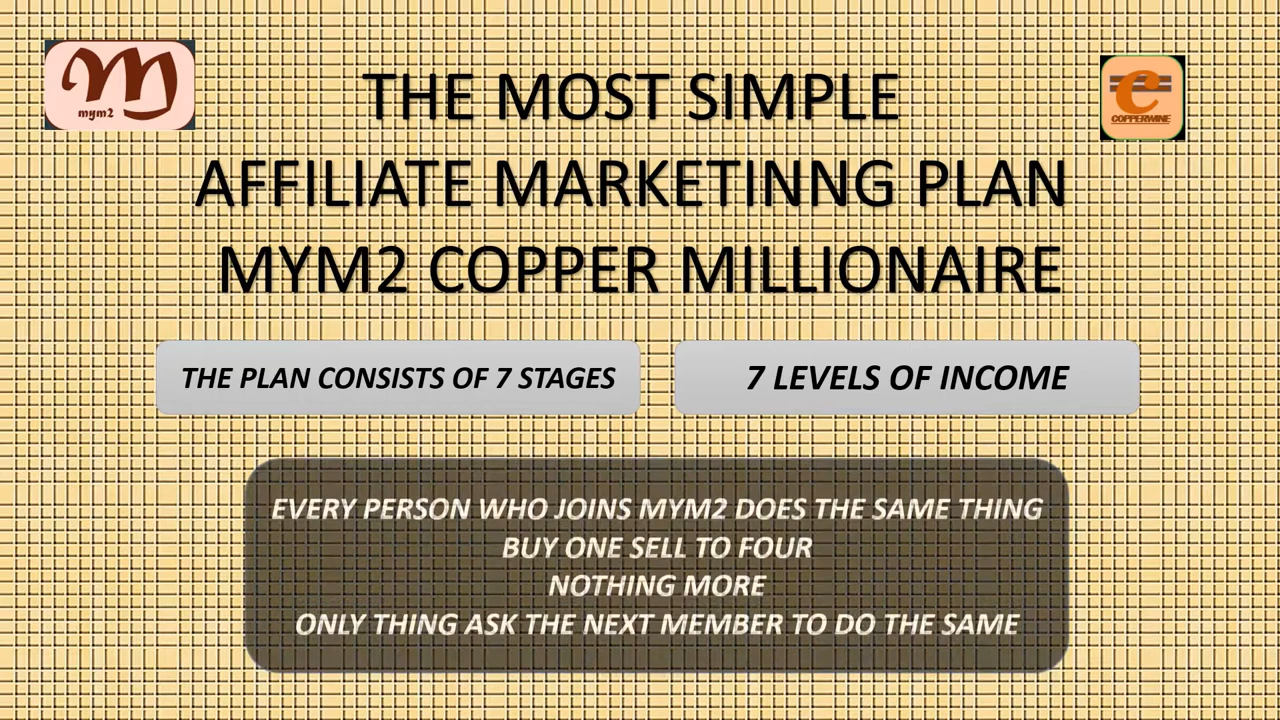 mym2
COPPERWINE
THE MOST SIMPLE
AFFILIATE MARKETINNG PLAN
MYM2 COPPER MILLIONAIRE
THE PLAN CONSISTS OF 7 STAGES
7 LEVELS OF INCOME
EVERY PERSON WHO JOINS MYM2 DOES THE SAME THING
BUY ONE SELL TO FOUR
NOTHING MORE
ONLY THING ASK THE NEXT MEMBER TO DO THE SAME